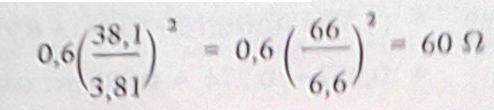 0,6(38,1/3,81)² = 0,6(66/6,6)² = 60 Ω